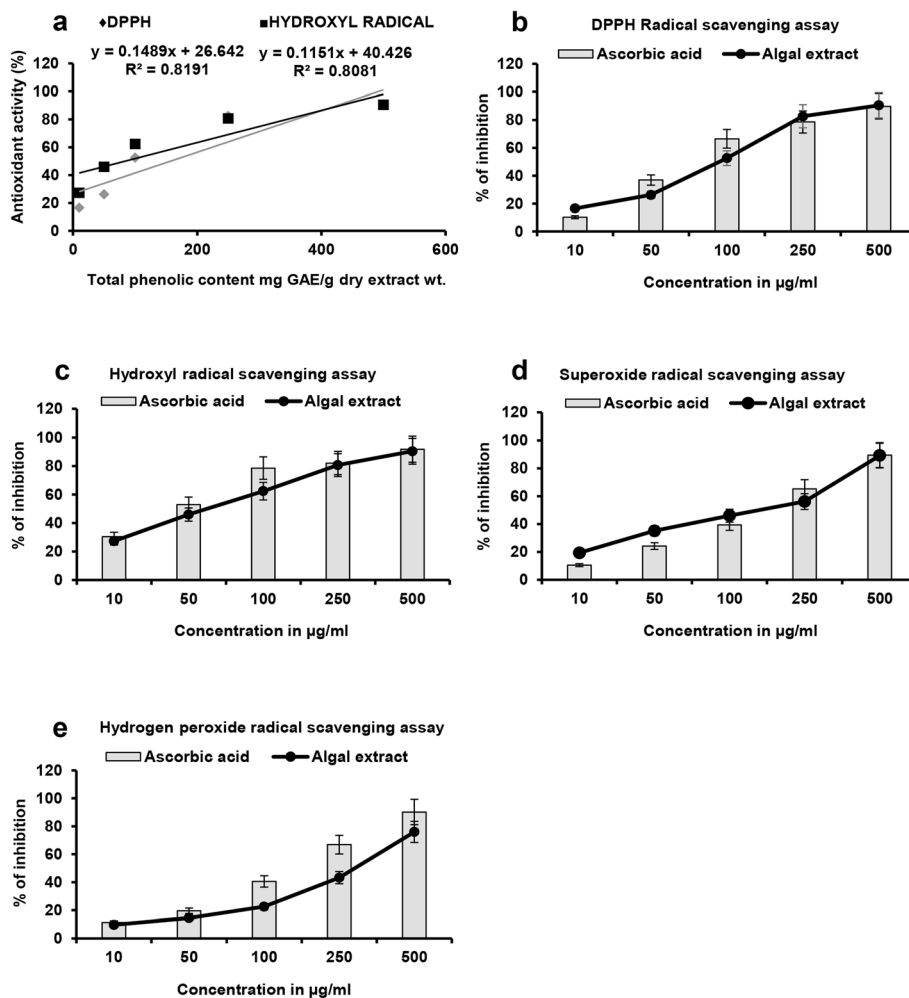 a
◆DPPH ■HYDROXYL RADICAL
y = 0.1489x + 26.642 y = 0.1151x + 40.426
R² = 0.8191 R² = 0.8081
Antioxidant activity (%)
100
80
60
40
20
0
0 200 400 600
Total phenolic content mg GAE/g dry extract wt.
b
DPPH Radical scavenging assay
Ascorbic acid Algal extract
% of inhibition
120
100
80
60
40
20
0
10 50 100 250 500
Concentration in µg/ml
c
Hydroxyl radical scavenging assay
Ascorbic acid Algal extract
% of inhibition
120
100
80
60
40
20
0
10 50 100 250 500
Concentration in µg/ml
d
Superoxide radical scavenging assay
Ascorbic acid Algal extract
% of inhibition
120
100
80
60
40
20
0
10 50 100 250 500
Concentration in µg/ml
e
Hydrogen peroxide radical scavenging assay
Ascorbic acid Algal extract
% of inhibition
120
100
80
60
40
20
0
10 50 100 250 500
Concentration in µg/ml